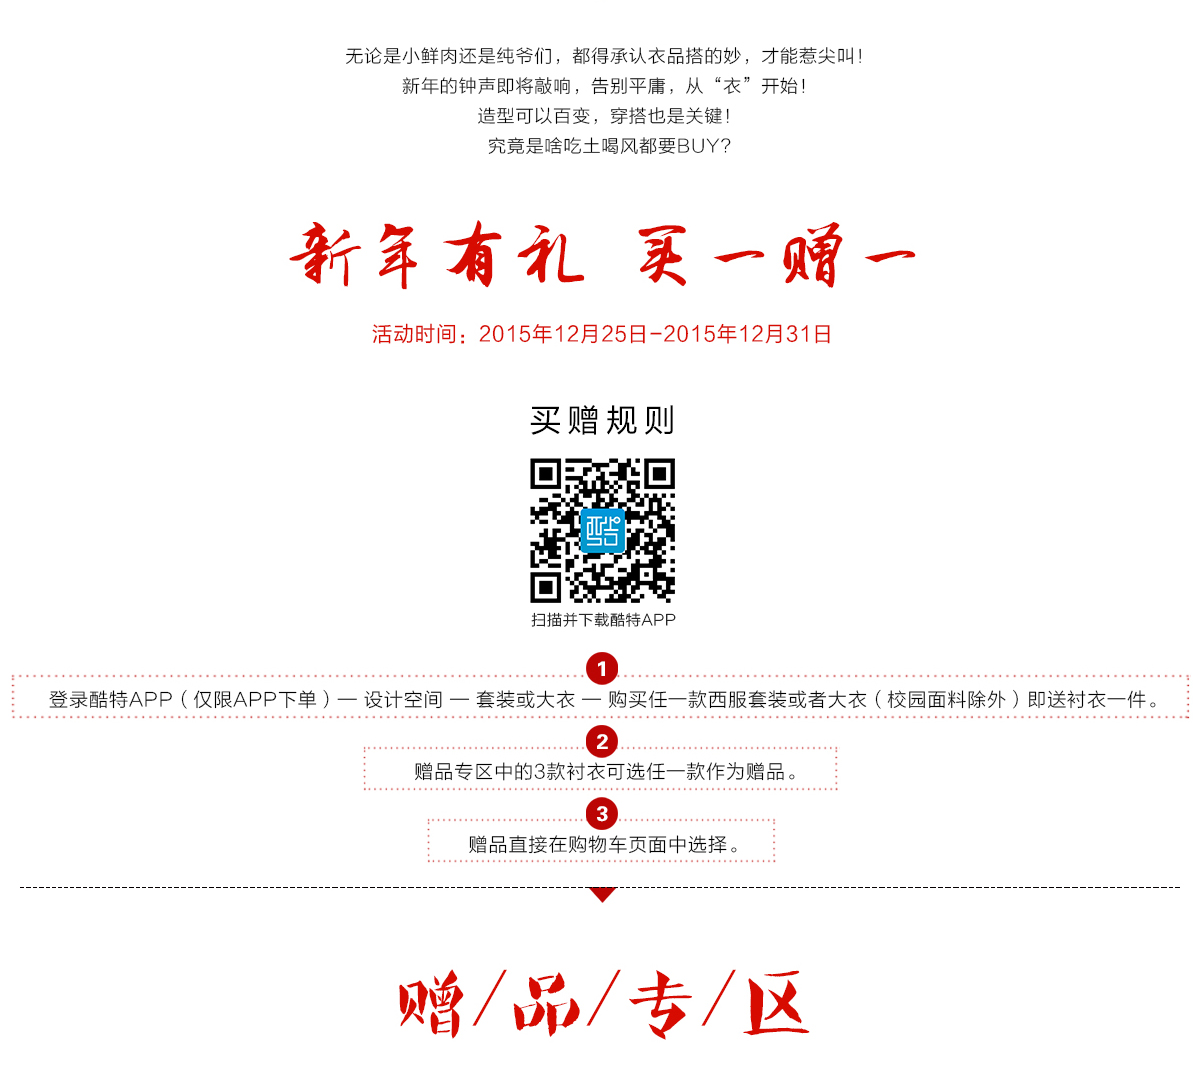 无论是小鲜肉还是纯爷们，都得承认衣品搭的妙，才能惹尖叫！
新年的钟声即将敲响，告别平庸，从“衣”开始！
造型可以百变，穿搭也是关键！
究竟是啥吃土喝风都要BUY？
新年有礼 买一赠一
活动时间：2015年12月25日-2015年12月31日
买赠规则
酷
扫描并下载酷特APP
1
登录酷特APP（仅限APP下单）— 设计空间 — 套装或大衣 — 购买任一款西服套装或者大衣（校园面料除外）即送衬衣一件。
2
赠品专区中的3款衬衣可选任一款作为赠品。
3
赠品直接在购物车页面中选择。
赠/品/专/区